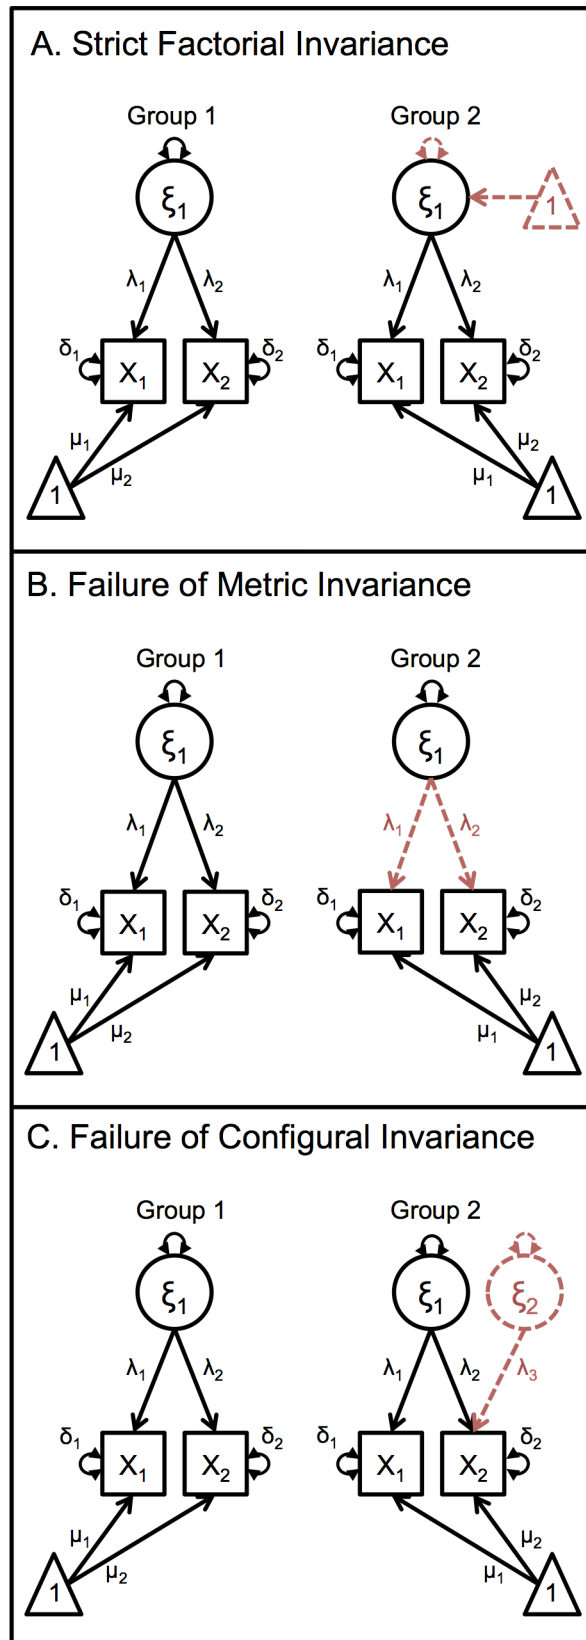 A. Strict Factorial Invariance
Group 1 Group 2
ξ₁ ξ₁ 1
λ₁ λ₂ λ₁ λ₂
δ₁ X₁ X₂ δ₂ δ₁ X₁ X₂ δ₂
μ₁ μ₂
1 μ₂ μ₁ 1
B. Failure of Metric Invariance
Group 1 Group 2
ξ₁ ξ₁
λ₁ λ₂ λ₁ λ₂
δ₁ X₁ X₂ δ₂ δ₁ X₁ X₂ δ₂
μ₁ μ₂
1 μ₂ μ₁ 1
C. Failure of Configural Invariance
Group 1 Group 2
ξ₁ ξ₁ ξ₂
λ₁ λ₂ λ₁ λ₂ λ₃
δ₁ X₁ X₂ δ₂ δ₁ X₁ X₂ δ₂
μ₁ μ₂
1 μ₂ μ₁ 1